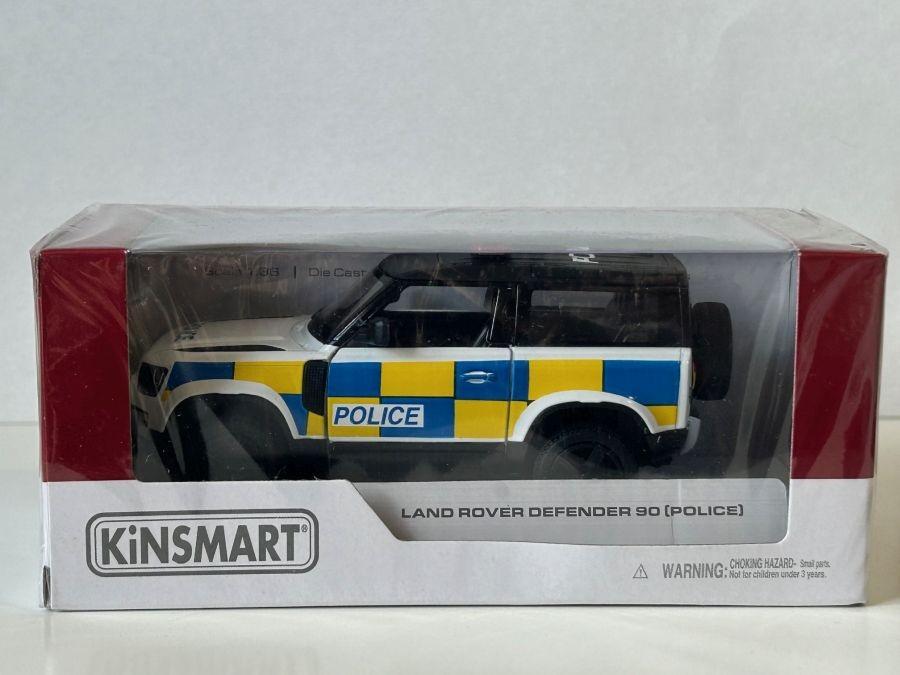 Scale 1:36 | Die Cast
POLICE
LAND ROVER DEFENDER 90 (POLICE)
KiNSMART®
⚠ WARNING: CHOKING HAZARD- Small parts.
Not for children under 3 years.